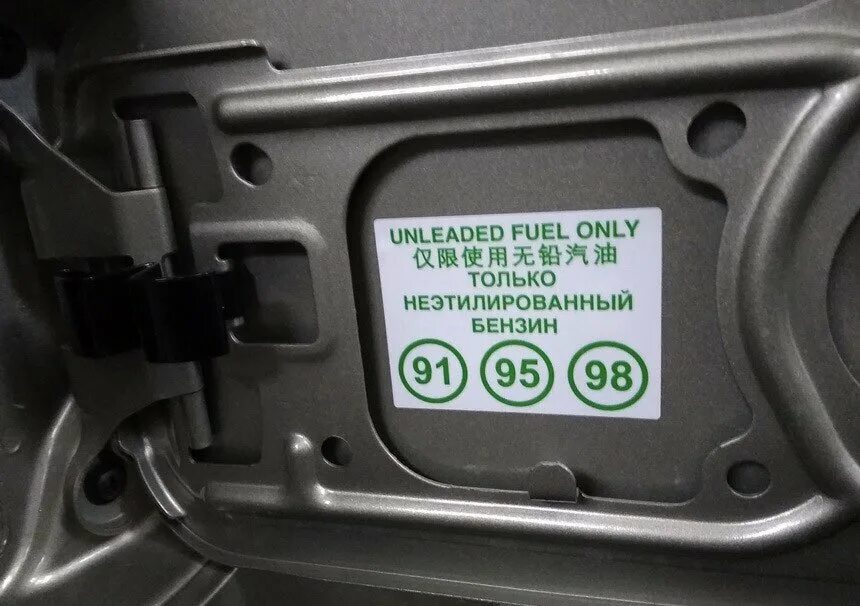 UNLEADED FUEL ONLY
仅限使用无铅汽油
ТОЛЬКО
НЕЭТИЛИРОВАННЫЙ
БЕНЗИН
91 95 98